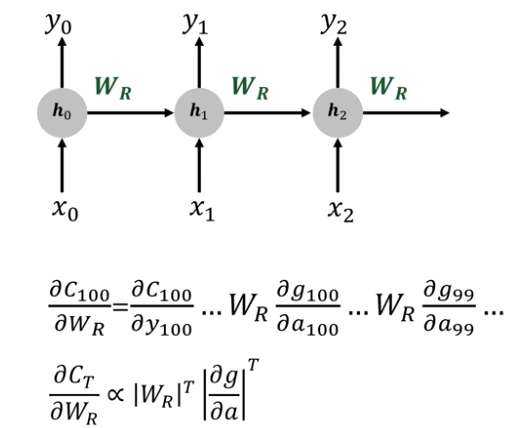 y₀ y₁ y₂
W_R W_R W_R
h₀ h₁ h₂
x₀ x₁ x₂
∂C₁₀₀/∂W_R = ∂C₁₀₀/∂y₁₀₀ ... W_R ∂g₁₀₀/∂a₁₀₀ ... W_R ∂g₉₉/∂a₉₉ ...
∂C_T/∂W_R ∝ |W_R|^T |∂g/∂a|^T